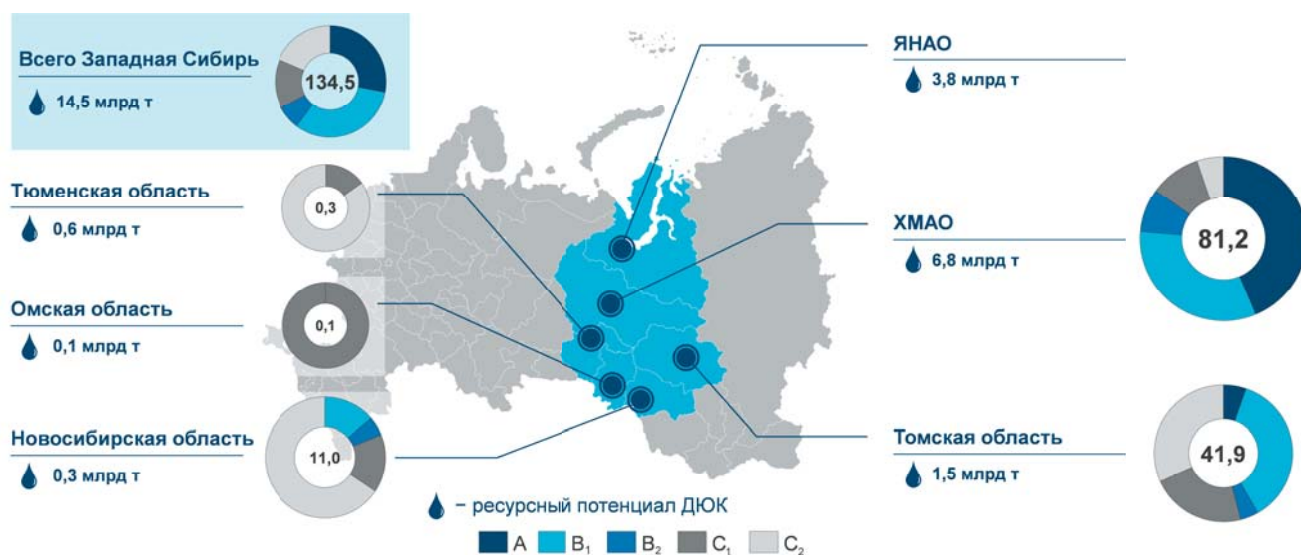 Всего Западная Сибирь
14,5 млрд т
134,5
Тюменская область
0,6 млрд т
0,3
Омская область
0,1 млрд т
0,1
Новосибирская область
0,3 млрд т
11,0
ЯНАО
3,8 млрд т
ХМАО
6,8 млрд т
81,2
Томская область
1,5 млрд т
41,9
– ресурсный потенциал ДЮК
A B₁ B₂ C₁ C₂